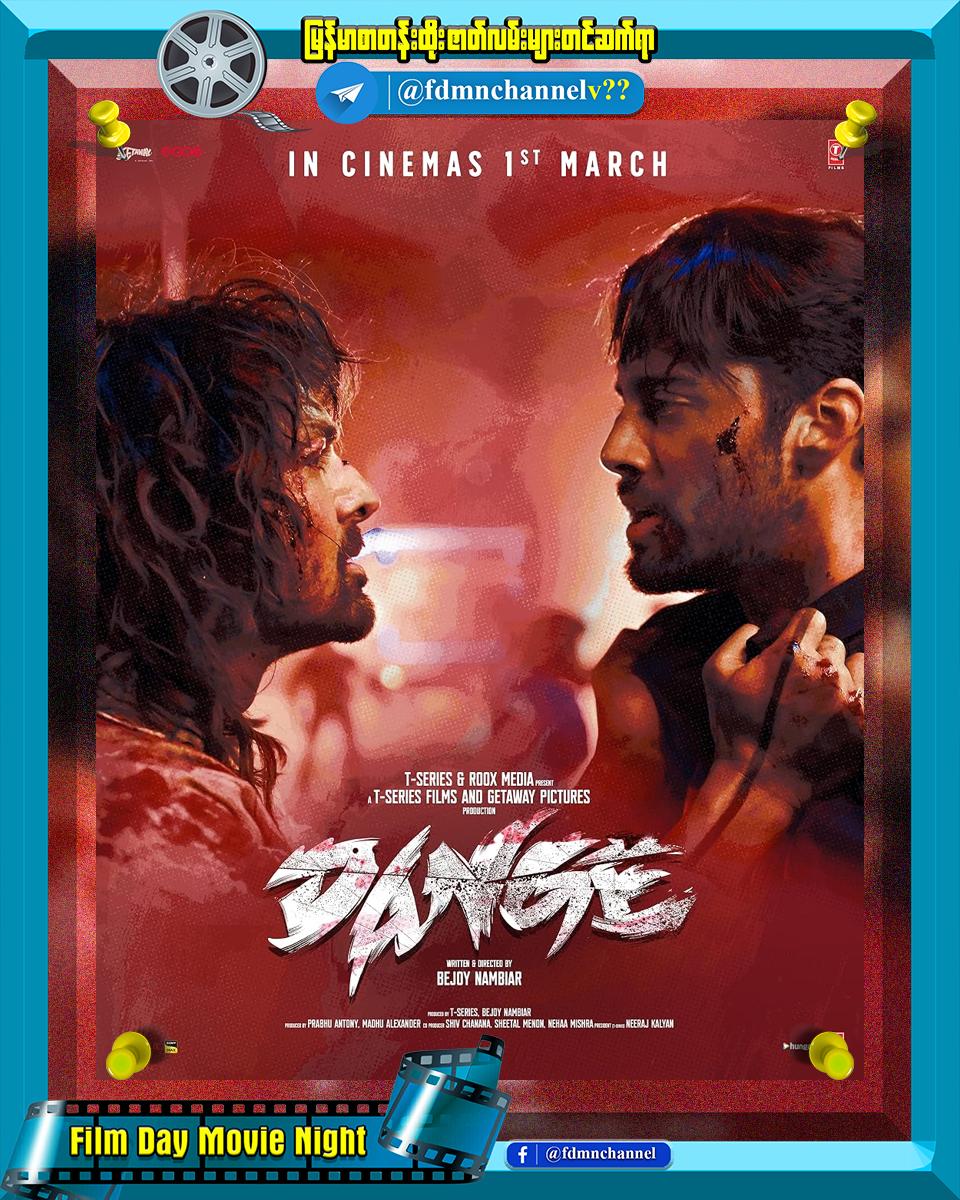 မြန်မာစာတန်းထိုးဇာတ်လမ်းများတင်ဆက်ရာ
@fdmnchannelv??
IN CINEMAS 1ST MARCH
T
FILMS
T-SERIES & ROOX MEDIA PRESENT
A T-SERIES FILMS AND GETAWAY PICTURES
PRODUCTION
DANGE
WRITTEN & DIRECTED BY
BEJOY NAMBIAR
PRODUCED BY T-SERIES, BEJOY NAMBIAR
PRODUCED BY PRABHU ANTONY, MADHU ALEXANDER CO PRODUCER SHIV CHANANA, SHEETAL MENON, NEHAA MISHRA PRESIDENT (T-SERIES) NEERAJ KALYAN
Film Day Movie Night
@fdmnchannel